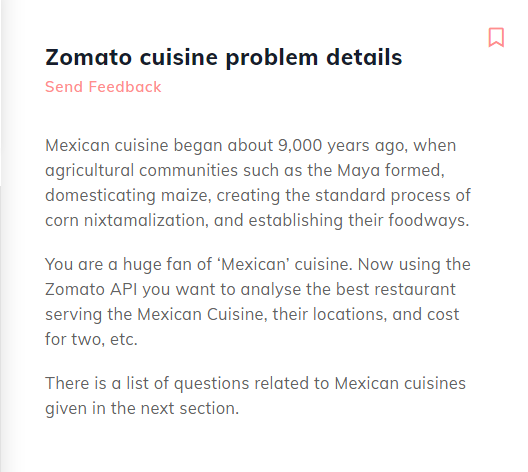 Zomato cuisine problem details
Send Feedback
Mexican cuisine began about 9,000 years ago, when
agricultural communities such as the Maya formed,
domesticating maize, creating the standard process of
corn nixtamalization, and establishing their foodways.
You are a huge fan of ‘Mexican’ cuisine. Now using the
Zomato API you want to analyse the best restaurant
serving the Mexican Cuisine, their locations, and cost
for two, etc.
There is a list of questions related to Mexican cuisines
given in the next section.